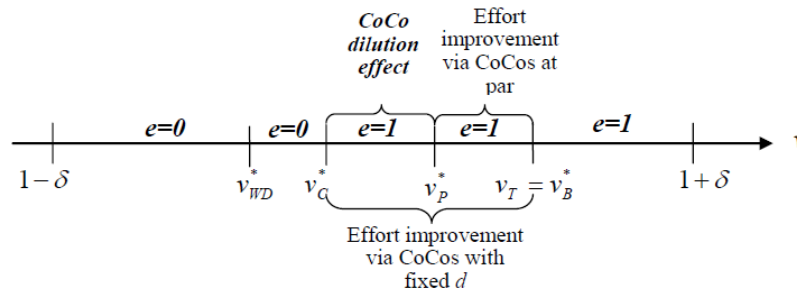 CoCo
dilution
effect
Effort
improvement
via CoCos at
par
e=0
e=0
e=1
e=1
e=1
1−δ
v*WD
v*C
v*P
vT = v*B
1+δ
Effort improvement
via CoCos with
fixed d